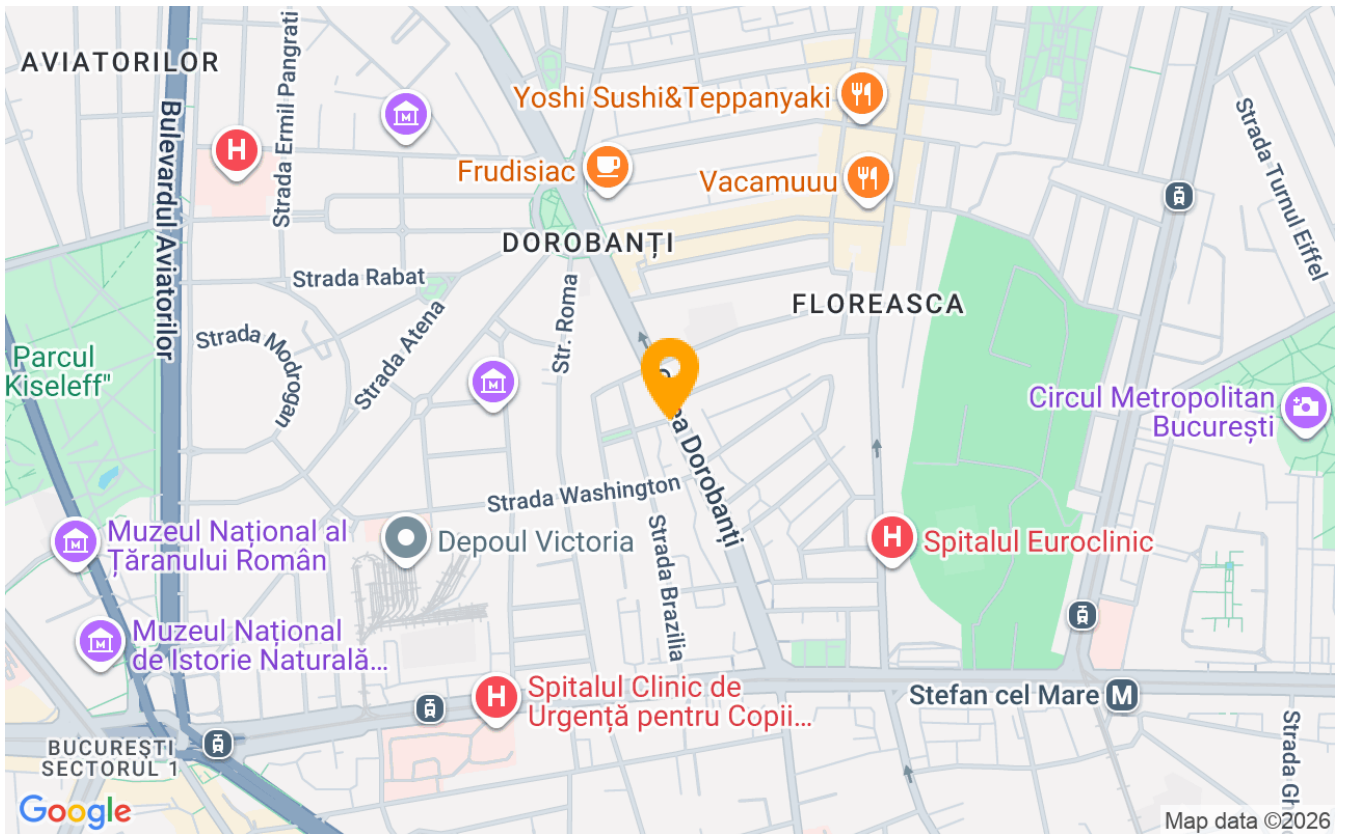 AVIATORILOR
Strada Ermil Pangrati
Bulevardul Aviatorilor
H
M
Yoshi Sushi&Teppanyaki
Frudisiac
Vacamuuu
DOROBANȚI
Strada Turnul Eiffel
Strada Rabat
Str. Roma
FLOREASCA
Strada Modrogan
Strada Atena
Parcul
Kiseleff"
M
Circul Metropolitan
București
Dorobanți
Strada Washington
Muzeul Național al
Țăranului Român
M
Depoul Victoria
Strada Brazilia
H
Spitalul Euroclinic
Muzeul Național
de Istorie Naturală...
M
H
Spitalul Clinic de
Urgență pentru Copii...
Stefan cel Mare M
BUCUREȘTI
SECTORUL 1
Google
Map data ©2026